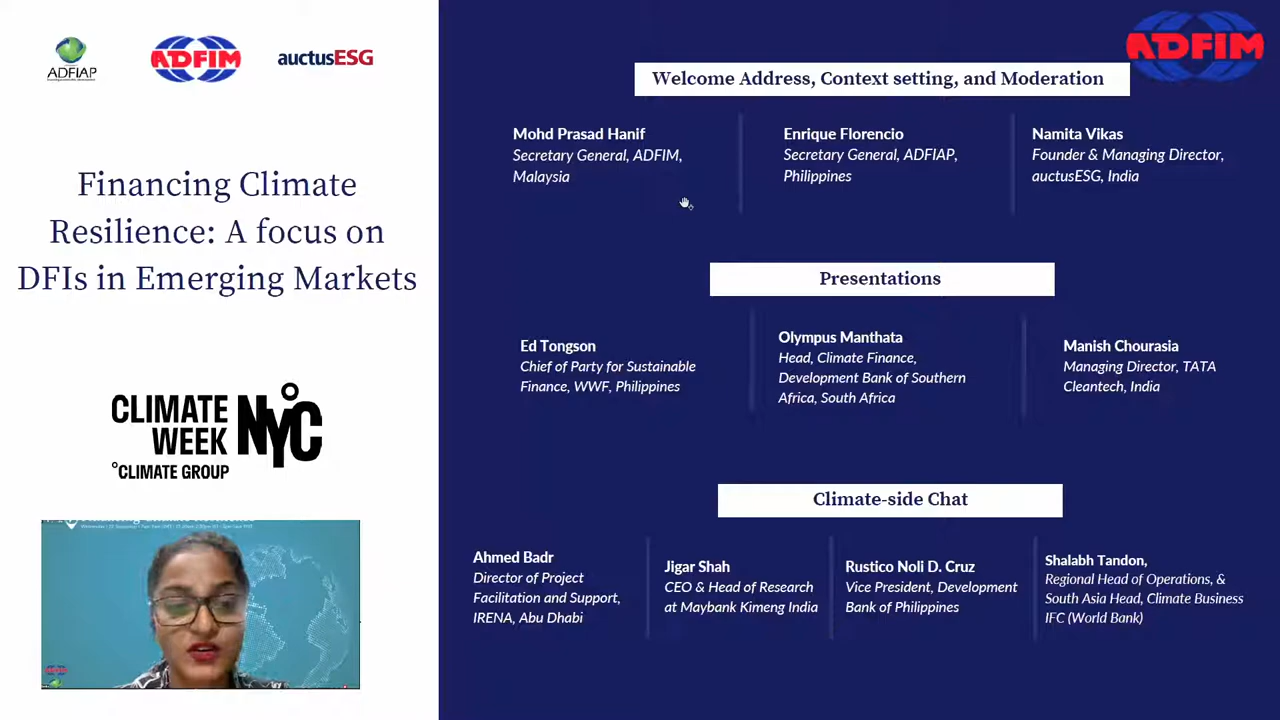 ADFIAP
ADFIM
auctusESG
Financing Climate
Resilience: A focus on
DFIs in Emerging Markets
CLIMATE
WEEK
NYC
°CLIMATE GROUP
ADFIM
Welcome Address, Context setting, and Moderation
Mohd Prasad Hanif
Secretary General, ADFIM,
Malaysia
Enrique Florencio
Secretary General, ADFIAP,
Philippines
Namita Vikas
Founder & Managing Director,
auctusESG, India
Presentations
Ed Tongson
Chief of Party for Sustainable
Finance, WWF, Philippines
Olympus Manthata
Head, Climate Finance,
Development Bank of Southern
Africa, South Africa
Manish Chourasia
Managing Director, TATA
Cleantech, India
Climate-side Chat
Ahmed Badr
Director of Project
Facilitation and Support,
IRENA, Abu Dhabi
Jigar Shah
CEO & Head of Research
at Maybank Kimeng India
Rustico Noli D. Cruz
Vice President, Development
Bank of Philippines
Shalabh Tandon,
Regional Head of Operations, &
South Asia Head, Climate Business
IFC (World Bank)